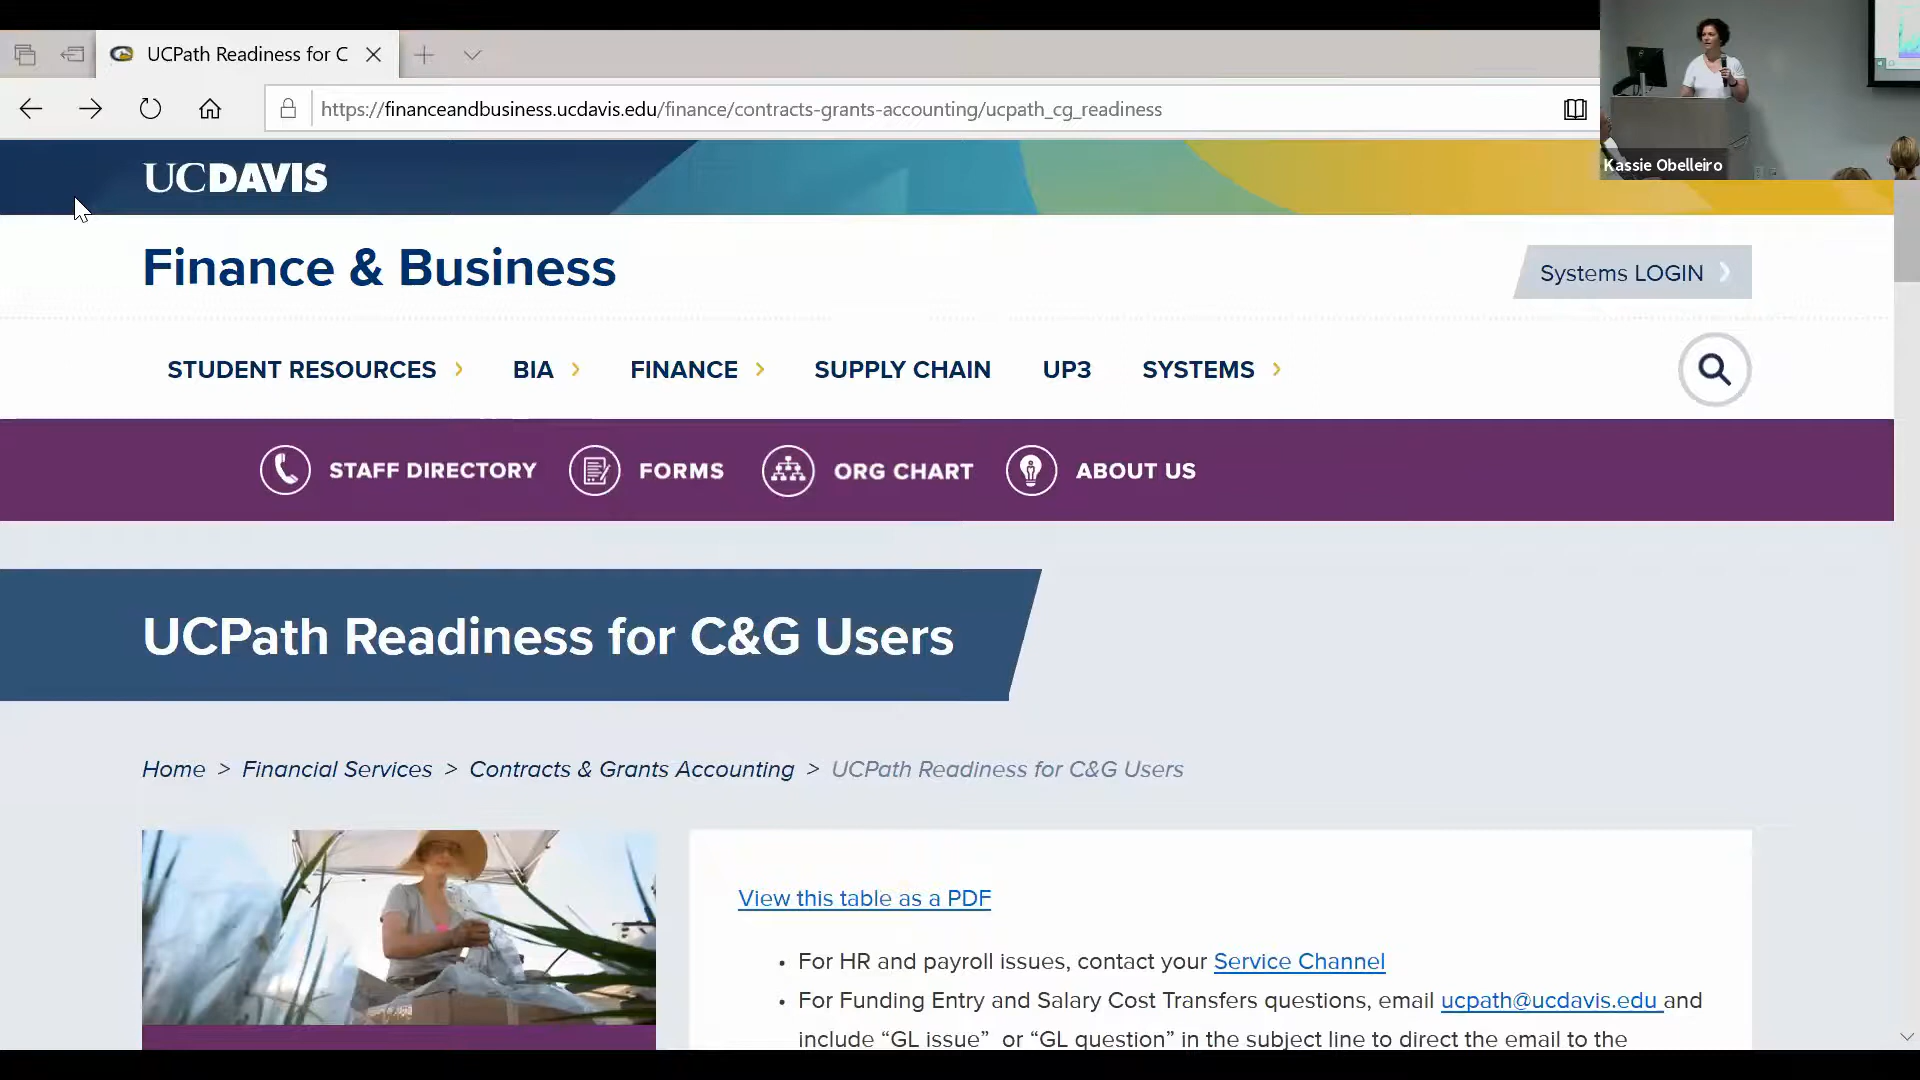 UCPath Readiness for C
https://financeandbusiness.ucdavis.edu/finance/contracts-grants-accounting/ucpath_cg_readiness
Kassie Obelleiro
UCDAVIS
Finance & Business
Systems LOGIN
STUDENT RESOURCES
BIA
FINANCE
SUPPLY CHAIN
UP3
SYSTEMS
STAFF DIRECTORY
FORMS
ORG CHART
ABOUT US
UCPath Readiness for C&G Users
Home > Financial Services > Contracts & Grants Accounting > UCPath Readiness for C&G Users
View this table as a PDF
• For HR and payroll issues, contact your Service Channel
• For Funding Entry and Salary Cost Transfers questions, email ucpath@ucdavis.edu and
include “GL issue” or “GL question” in the subject line to direct the email to the